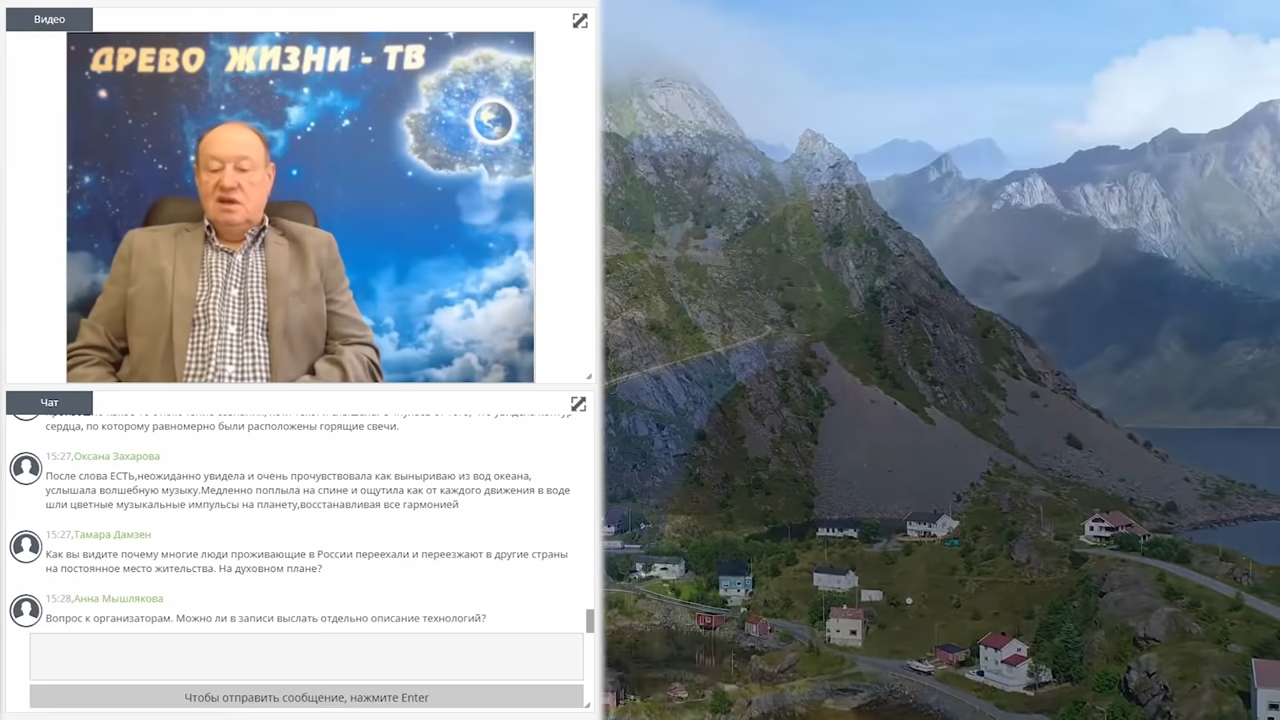 Видео
ДРЕВО ЖИЗНИ - ТВ
Чат
сердца, по которому равномерно были расположены горящие свечи.
15:27,Оксана Захарова
После слова ЕСТЬ,неожиданно увидела и очень прочувствовала как выныриваю из вод океана,
услышала волшебную музыку.Медленно поплыла на спине и ощутила как от каждого движения в воде
шли цветные музыкальные импульсы на планету,восстанавливая все гармонией
15:27,Тамара Дамзен
Как вы видите почему многие люди проживающие в России переехали и переезжают в другие страны
на постоянное место жительства. На духовном плане?
15:28,Анна Мышлякова
Вопрос к организаторам. Можно ли в записи выслать отдельно описание технологий?
Чтобы отправить сообщение, нажмите Enter